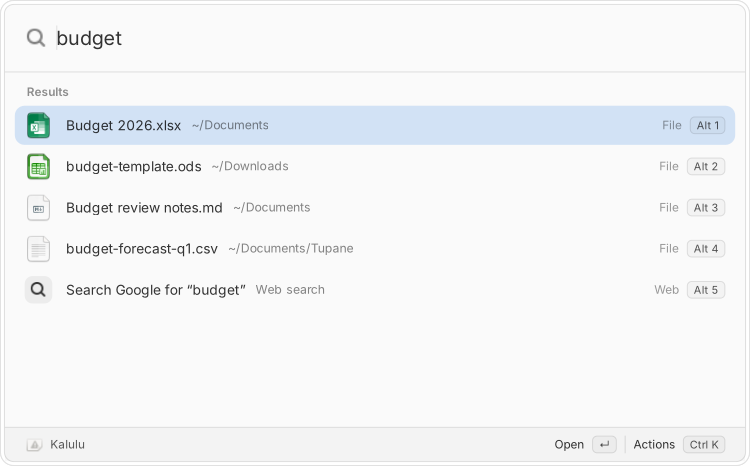 budget
Results
Budget 2026.xlsx ~/Documents File Alt 1
budget-template.ods ~/Downloads File Alt 2
Budget review notes.md ~/Documents File Alt 3
budget-forecast-q1.csv ~/Documents/Tupane File Alt 4
Search Google for “budget” Web search Web Alt 5
Kalulu Open ↵ Actions Ctrl K